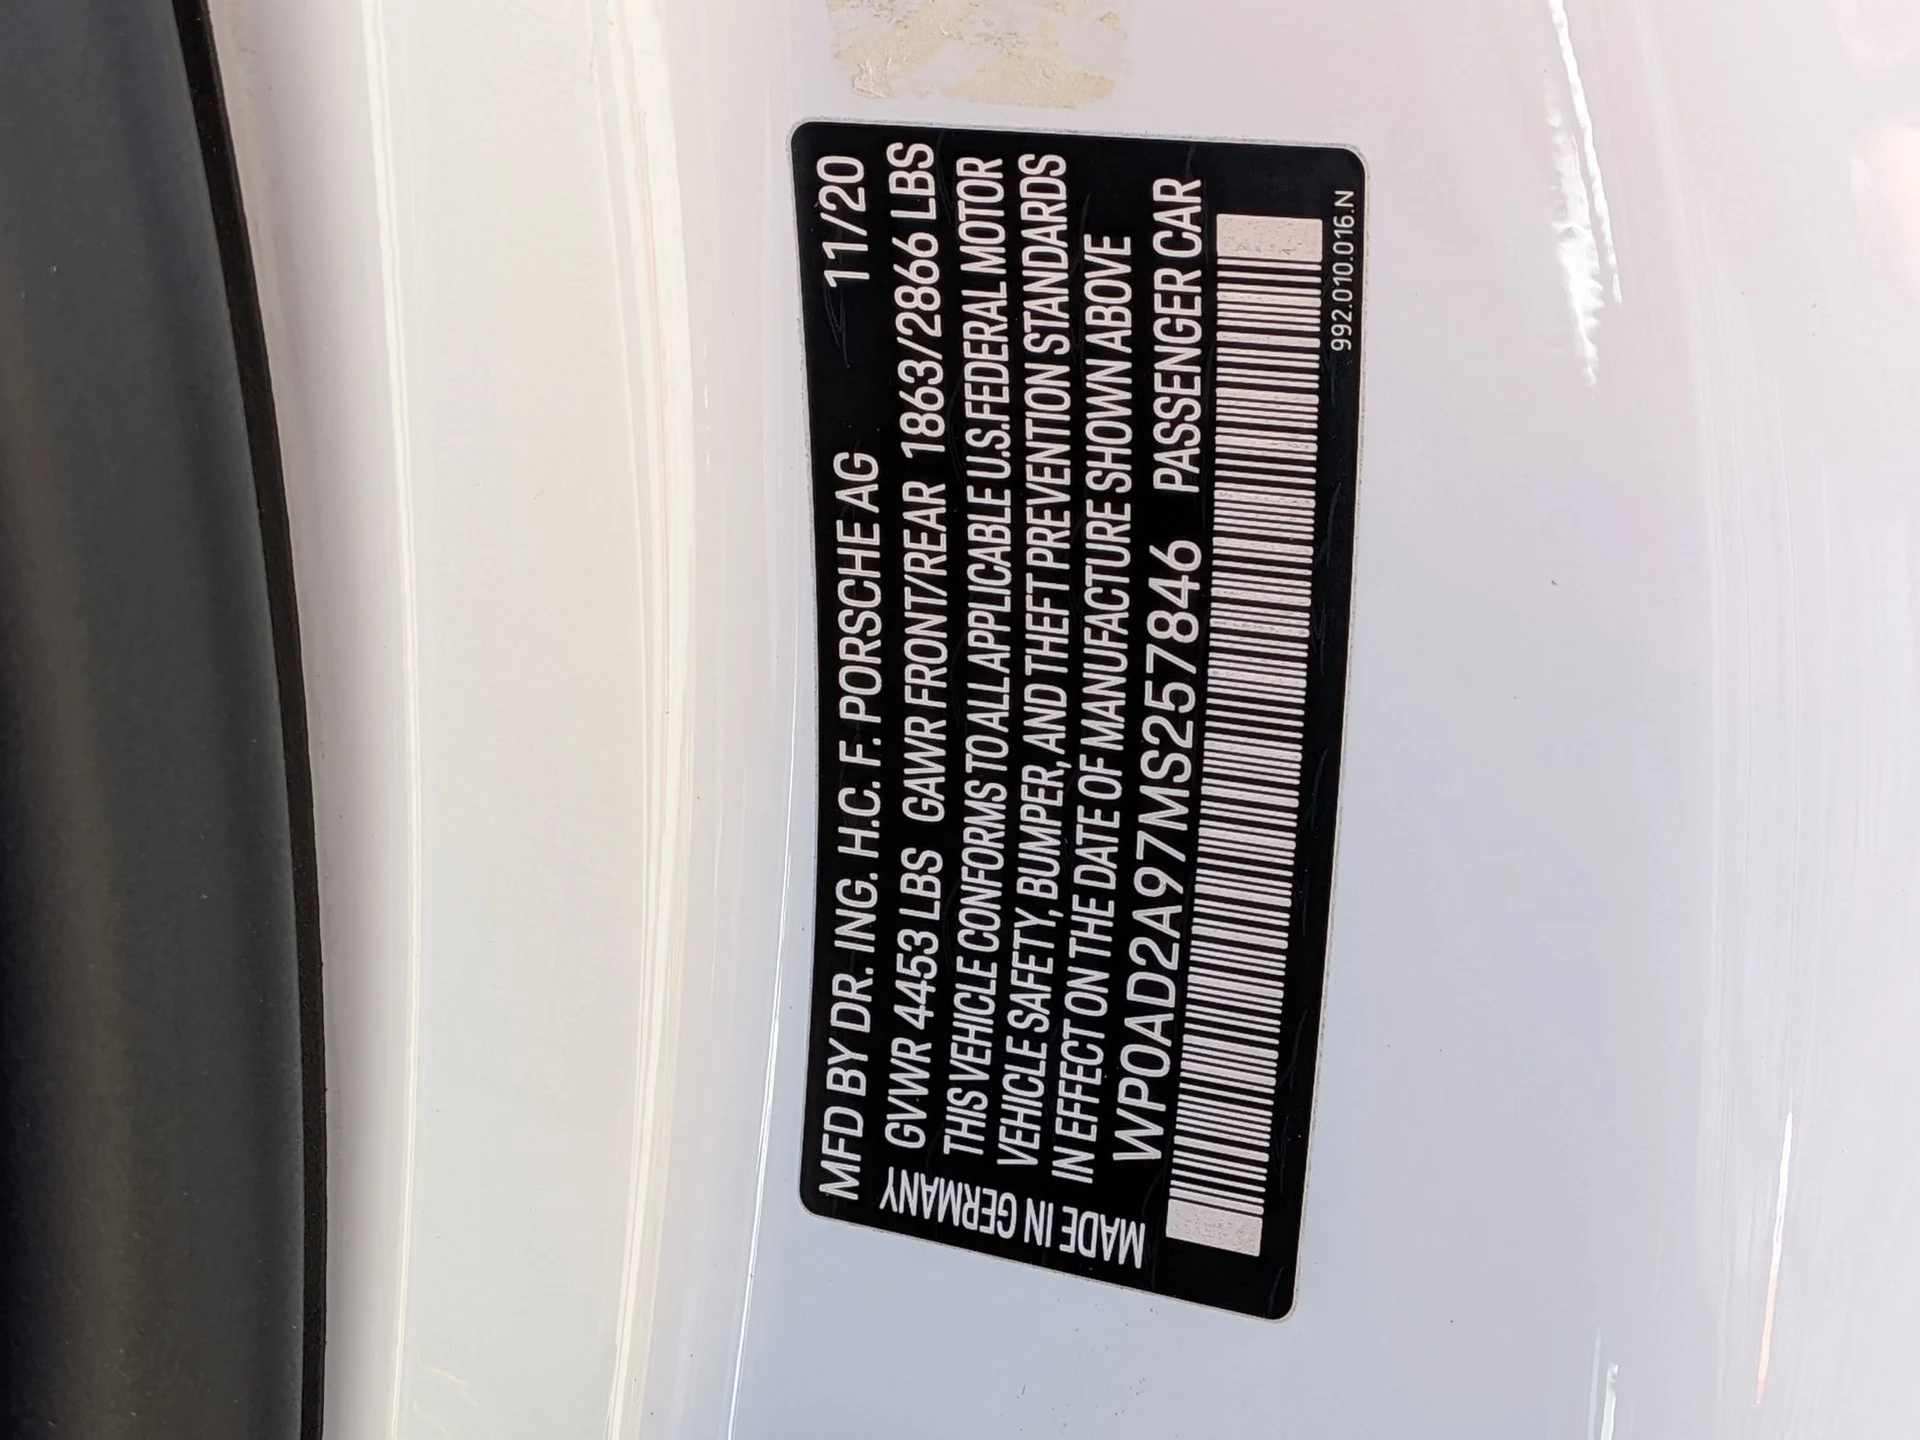 MFD BY DR. ING. H.C. F. PORSCHE AG 11/20
GVWR 4453 LBS GAWR FRONT/REAR 1863/2866 LBS
THIS VEHICLE CONFORMS TO ALL APPLICABLE U.S. FEDERAL MOTOR
VEHICLE SAFETY, BUMPER, AND THEFT PREVENTION STANDARDS
IN EFFECT ON THE DATE OF MANUFACTURE SHOWN ABOVE
WP0AD2A97MS257846 PASSENGER CAR
MADE IN GERMANY
992.010.016.N